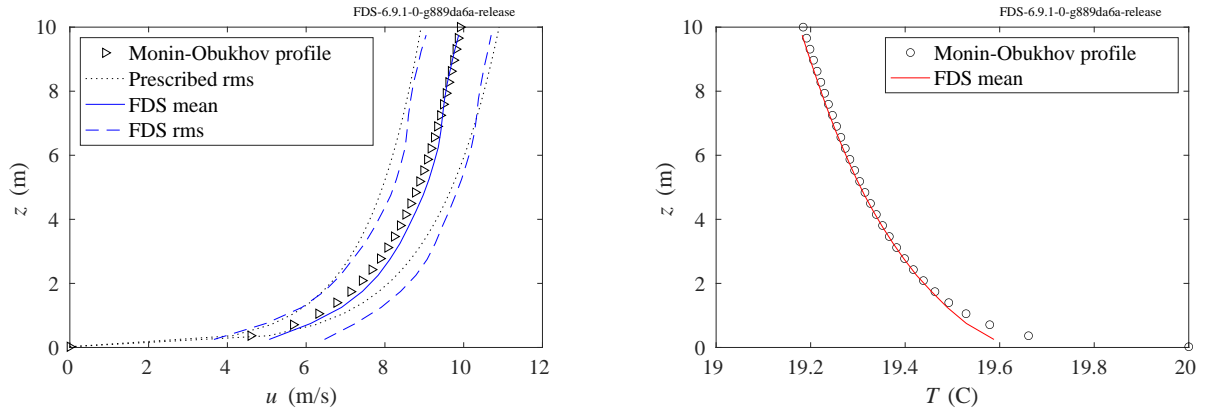 FDS-6.9.1-0-g889da6a-release
10
8
6
4
2
0
z (m)
Monin-Obukhov profile
Prescribed rms
FDS mean
FDS rms
0 2 4 6 8 10 12
u (m/s)
FDS-6.9.1-0-g889da6a-release
10
8
6
4
2
0
z (m)
Monin-Obukhov profile
FDS mean
19 19.2 19.4 19.6 19.8 20
T (C)